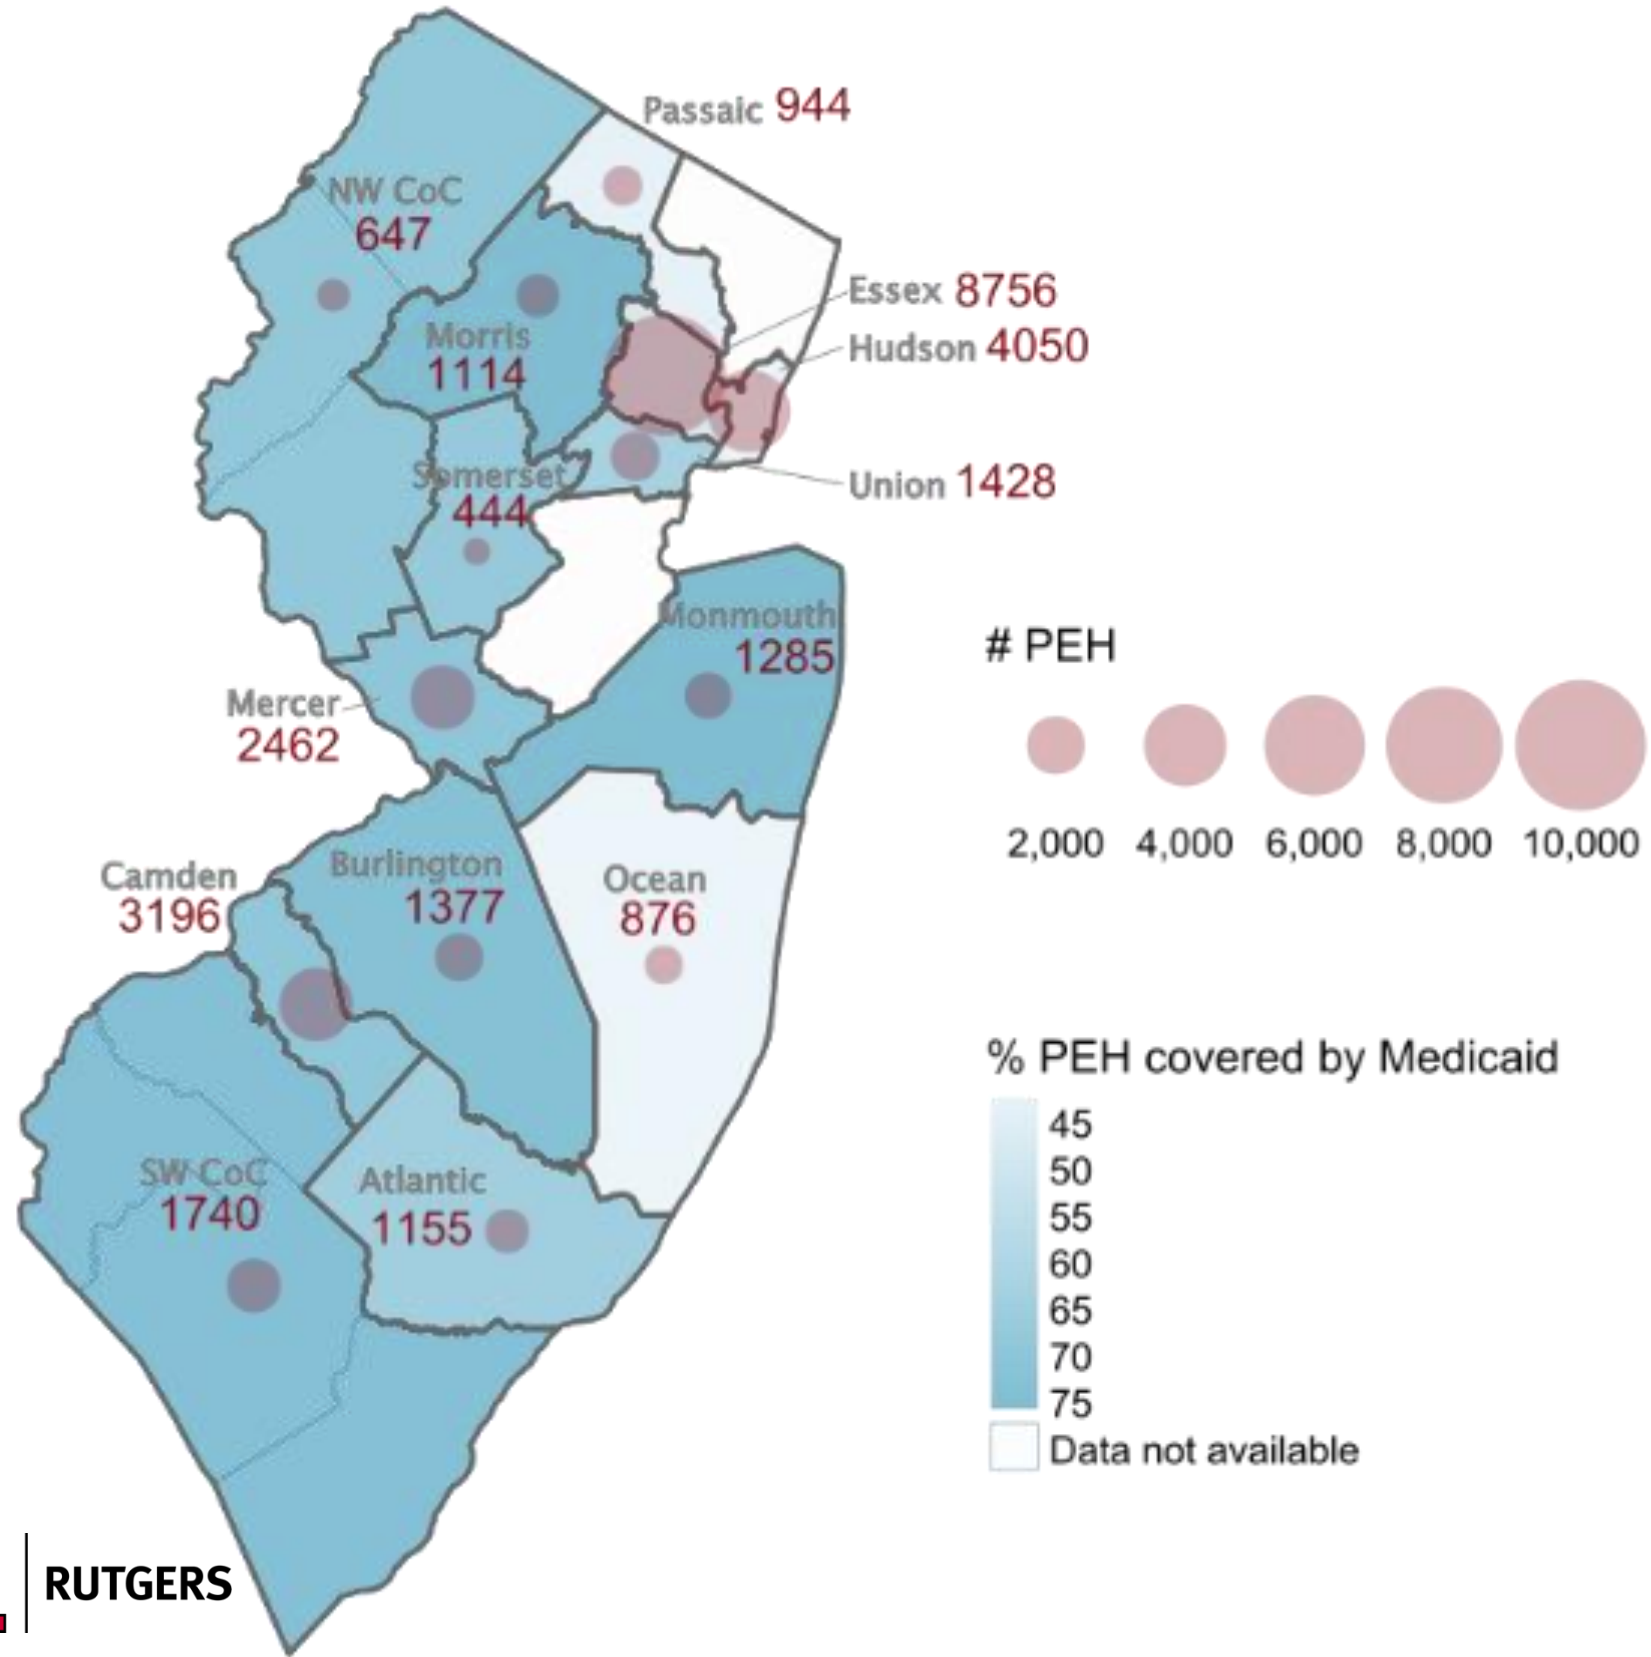 Passaic 944
NW CoC
647
Essex 8756
Morris
1114
Hudson 4050
Somerset
444
Union 1428
Monmouth
1285
Mercer
2462
Burlington
1377
Camden
3196
Ocean
876
SW CoC
1740
Atlantic
1155
# PEH
2,000 4,000 6,000 8,000 10,000
% PEH covered by Medicaid
45
50
55
60
65
70
75
Data not available
RUTGERS